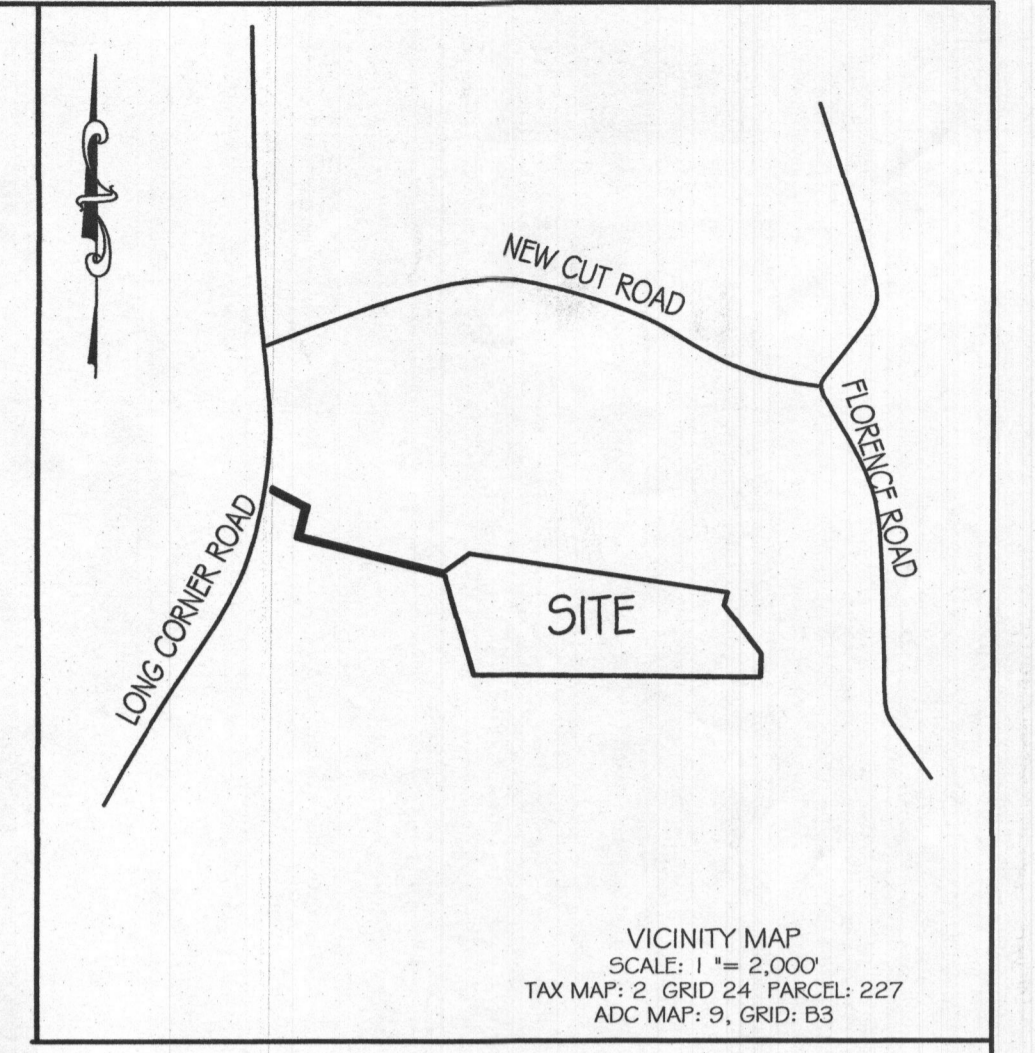 NEW CUT ROAD
FLORENCE ROAD
LONG CORNER ROAD
SITE
VICINITY MAP
SCALE: 1 "= 2,000'
TAX MAP: 2 GRID 24 PARCEL: 227
ADC MAP: 9, GRID: B3